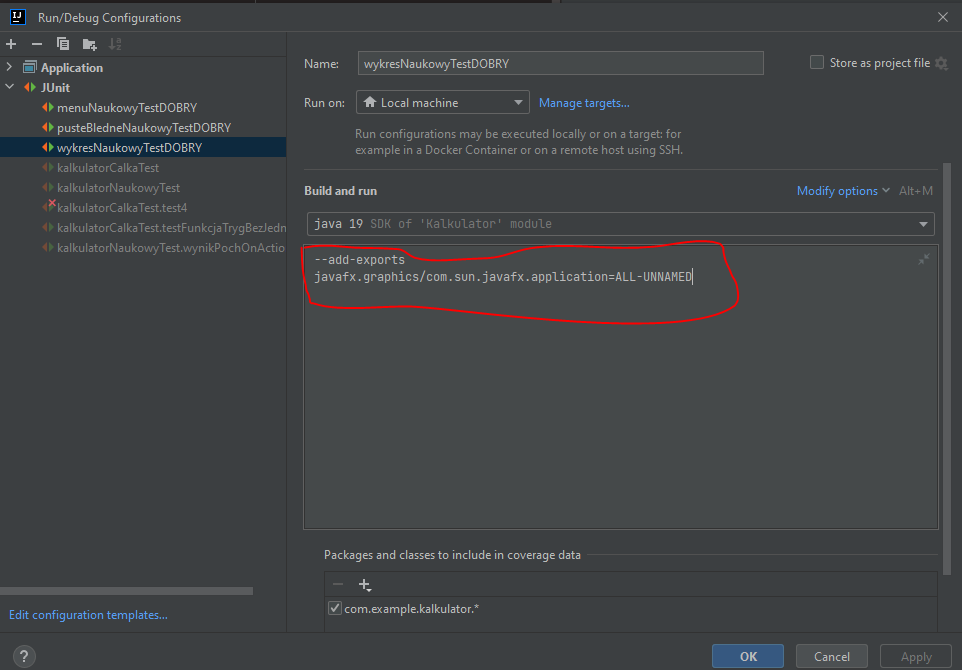 IJ
Run/Debug Configurations
Application
JUnit
menuNaukowyTestDOBRY
pusteBledneNaukowyTestDOBRY
wykresNaukowyTestDOBRY
kalkulatorCalkaTest
kalkulatorNaukowyTest
kalkulatorCalkaTest.test4
kalkulatorCalkaTest.testFunkcjaTrygBezJedn
kalkulatorNaukowyTest.wynikPochOnActio
Edit configuration templates...
Name: wykresNaukowyTestDOBRY
Store as project file
Run on: Local machine
Manage targets...
Run configurations may be executed locally or on a target: for
example in a Docker Container or on a remote host using SSH.
Build and run
Modify options Alt+M
java 19 SDK of 'Kalkulator' module
--add-exports
javafx.graphics/com.sun.javafx.application=ALL-UNNAMED
Packages and classes to include in coverage data
com.example.kalkulator.*
?
OK
Cancel
Apply